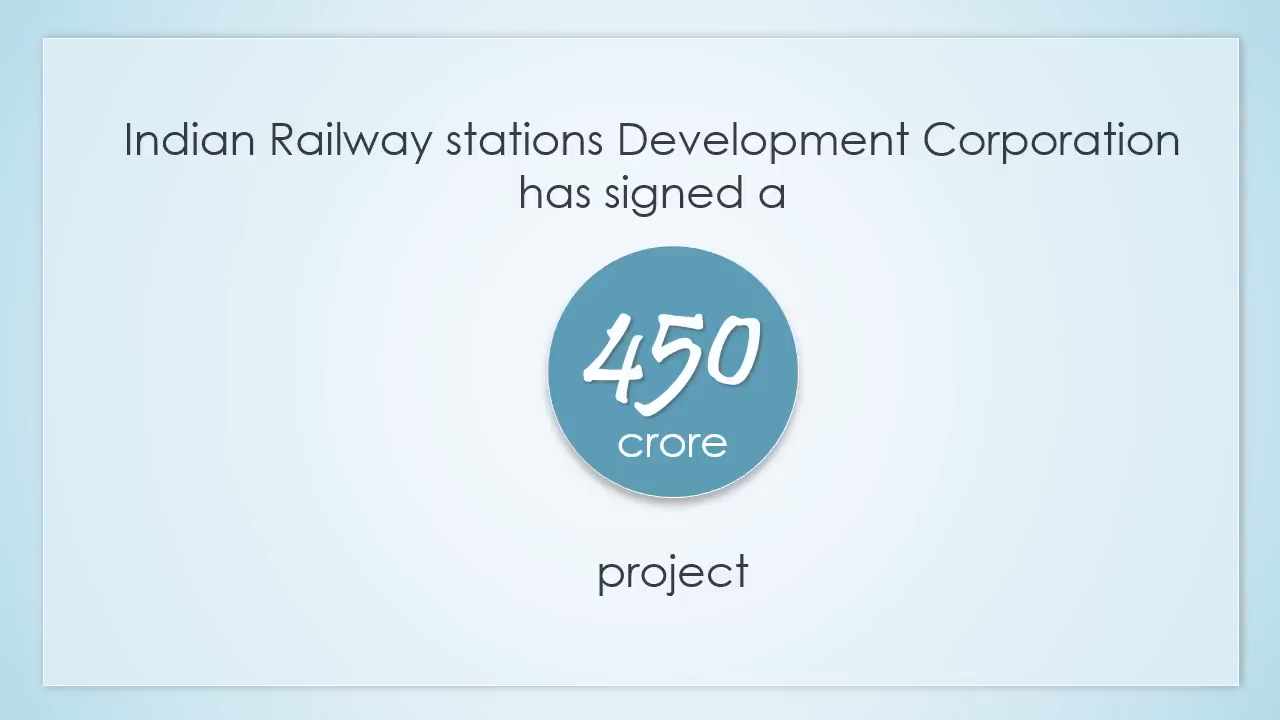 Indian Railway stations Development Corporation
has signed a
450
crore
project